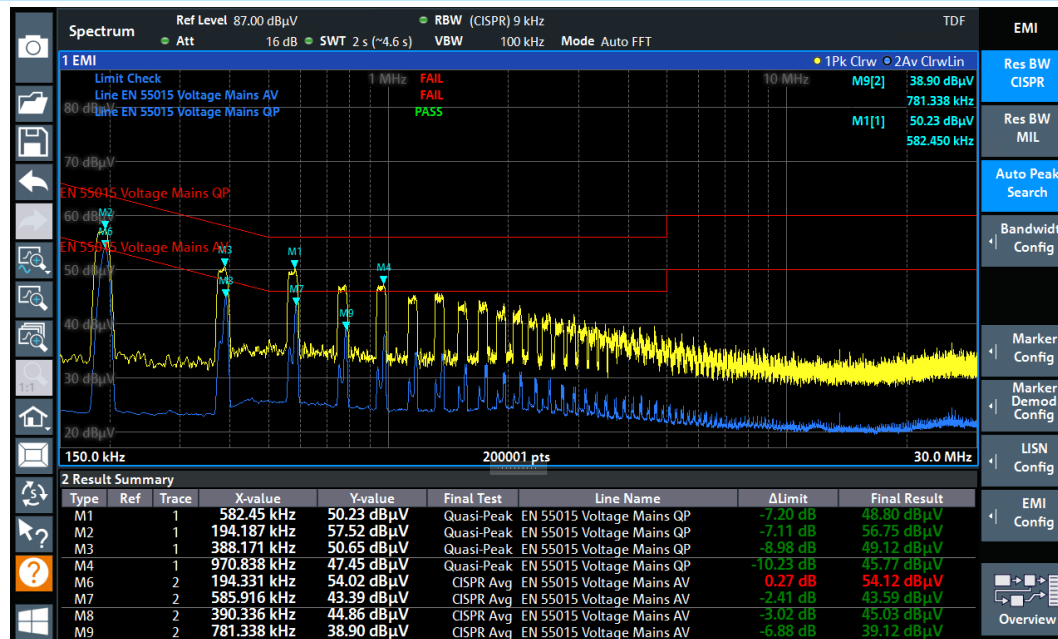 Spectrum
Ref Level 87.00 dBµV
RBW (CISPR) 9 kHz
TDF
Att 16 dB SWT 2 s (~4.6 s) VBW 100 kHz Mode Auto FFT
1 EMI
1Pk Clrw 2Av ClrwLin
Limit Check 1 MHz FAIL 10 MHz
Line EN 55015 Voltage Mains AV FAIL
Line EN 55015 Voltage Mains QP PASS
M9[2] 38.90 dBµV
781.338 kHz
M1[1] 50.23 dBµV
582.450 kHz
80 dBµV
70 dBµV
EN 55015 Voltage Mains QP
60 dBµV
M2
M6
EN 55015 Voltage Mains AV
M3
M1
50 dBµV
M4
M8
M7
M9
40 dBµV
30 dBµV
20 dBµV
150.0 kHz 200001 pts 30.0 MHz
2 Result Summary
Type Ref Trace X-value Y-value Final Test Line Name ΔLimit Final Result
M1 1 582.45 kHz 50.23 dBµV Quasi-Peak EN 55015 Voltage Mains QP -7.20 dB 48.80 dBµV
M2 1 194.187 kHz 57.52 dBµV Quasi-Peak EN 55015 Voltage Mains QP -7.11 dB 56.75 dBµV
M3 1 388.171 kHz 50.65 dBµV Quasi-Peak EN 55015 Voltage Mains QP -8.98 dB 49.12 dBµV
M4 1 970.838 kHz 47.45 dBµV Quasi-Peak EN 55015 Voltage Mains QP -10.23 dB 45.77 dBµV
M6 2 194.331 kHz 54.02 dBµV CISPR Avg EN 55015 Voltage Mains AV 0.27 dB 54.12 dBµV
M7 2 585.916 kHz 43.39 dBµV CISPR Avg EN 55015 Voltage Mains AV -2.41 dB 43.59 dBµV
M8 2 390.336 kHz 44.86 dBµV CISPR Avg EN 55015 Voltage Mains AV -3.02 dB 45.03 dBµV
M9 2 781.338 kHz 38.90 dBµV CISPR Avg EN 55015 Voltage Mains AV -6.88 dB 39.12 dBµV
1:1
EMI
Res BW
CISPR
Res BW
MIL
Auto Peak
Search
Bandwidt
Config
Marker
Config
Marker
Demod
Config
LISN
Config
EMI
Config
Overview